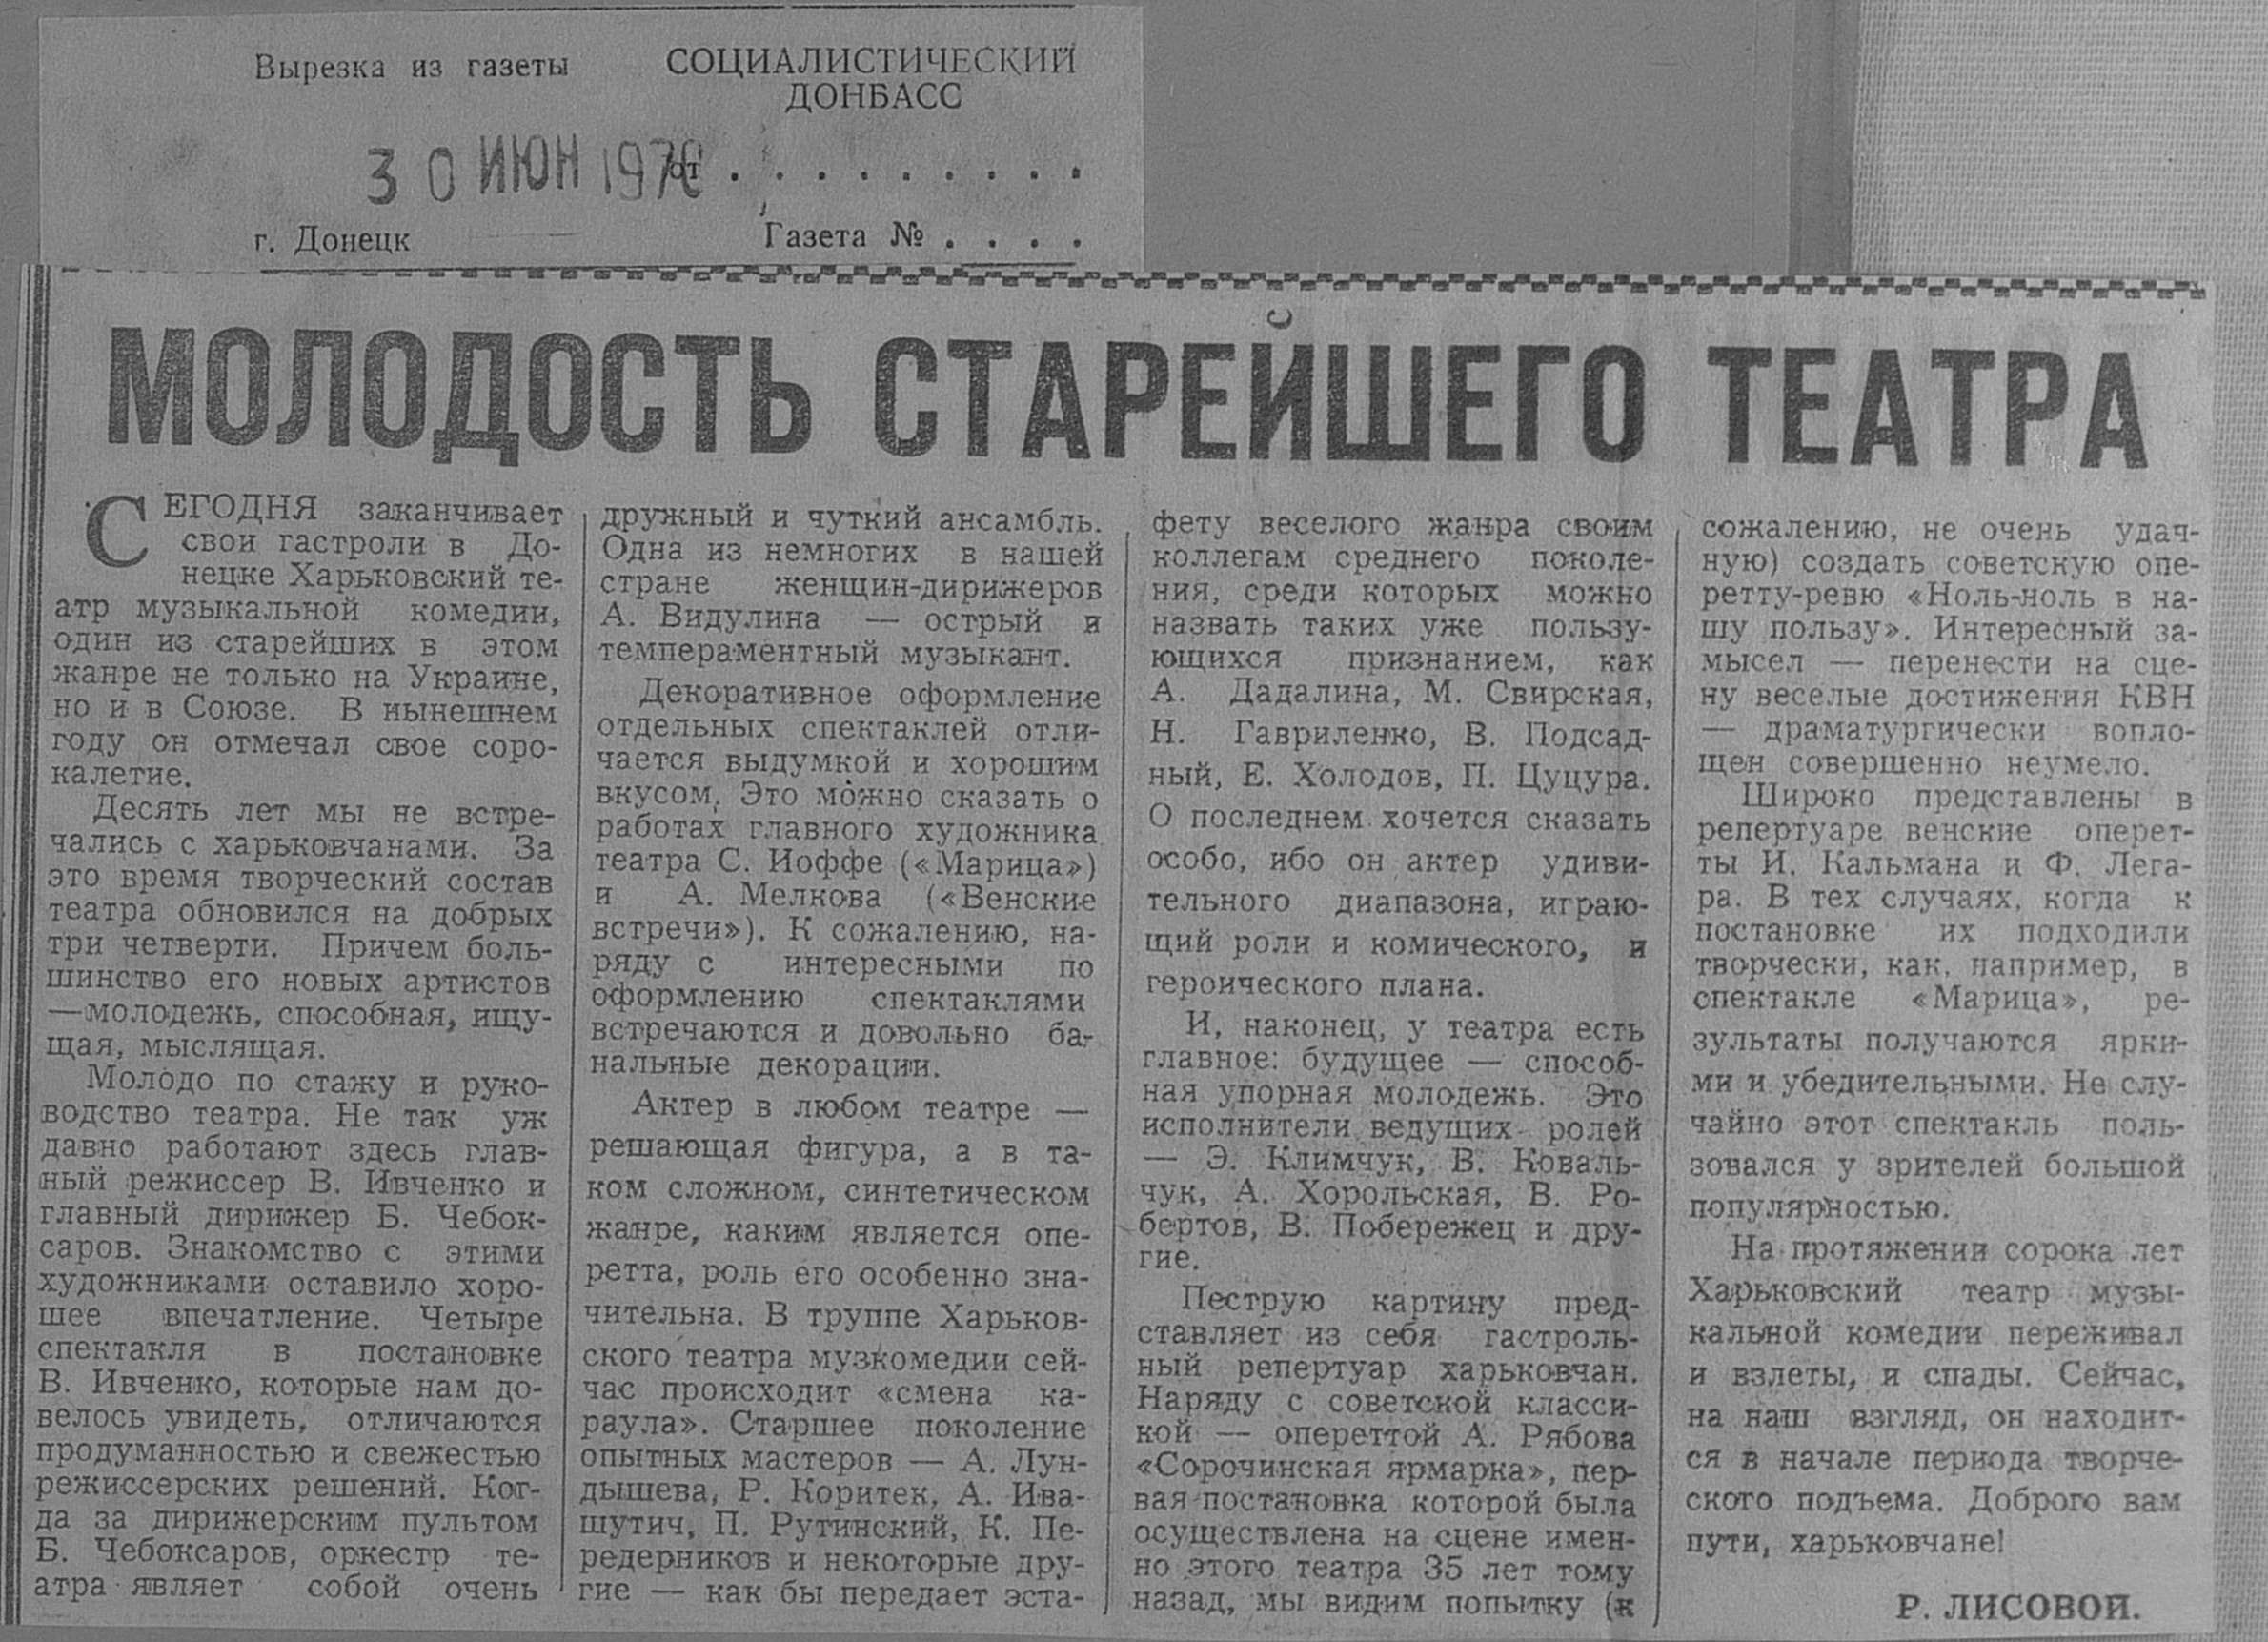 Вырезка из газеты СОЦИАЛИСТИЧЕСКИЙ
ДОНБАСС
30 ИЮН 197 от . . . . . . . . .
г. Донецк Газета № . . . .
МОЛОДОСТЬ СТАРЕЙШЕГО ТЕАТРА
СЕГОДНЯ заканчивает
свои гастроли в До-
нецке Харьковский те-
атр музыкальной комедии,
один из старейших в этом
жанре не только на Украине,
но и в Союзе. В нынешнем
году он отмечал свое соро-
калетие.
Десять лет мы не встре-
чались с харьковчанами. За
это время творческий состав
театра обновился на добрых
три четверти. Причем боль-
шинство его новых артистов
—молодежь, способная, ищу-
щая, мыслящая.
Молодо по стажу и руко-
водство театра. Не так уж
давно работают здесь глав-
ный режиссер В. Ивченко и
главный дирижер Б. Чебок-
саров. Знакомство с этими
художниками оставило хоро-
шее впечатление. Четыре
спектакля в постановке
В. Ивченко, которые нам до-
велось увидеть, отличаются
продуманностью и свежестью
режиссерских решений. Ког-
да за дирижерским пультом
Б. Чебоксаров, оркестр те-
атра являет собой очень
дружный и чуткий ансамбль.
Одна из немногих в нашей
стране женщин-дирижеров
А. Видулина — острый и
темпераментный музыкант.
Декоративное оформление
отдельных спектаклей отли-
чается выдумкой и хорошим
вкусом. Это можно сказать о
работах главного художника
театра С. Иоффе («Марица»)
и А. Мелкова («Венские
встречи»). К сожалению, на-
ряду с интересными по
оформлению спектаклями
встречаются и довольно ба-
нальные декорации.
Актер в любом театре —
решающая фигура, а в та-
ком сложном, синтетическом
жанре, каким является опе-
ретта, роль его особенно зна-
чительна. В труппе Харьков-
ского театра музкомедии сей-
час происходит «смена ка-
раула». Старшее поколение
опытных мастеров — А. Лун-
дышева, Р. Коритек, А. Ива-
шутич, П. Рутинский, К. Пе-
редерников и некоторые дру-
гие — как бы передает эста-
фету веселого жанра своим
коллегам среднего поколе-
ния, среди которых можно
назвать таких уже пользу-
ющихся признанием, как
А. Дадалина, М. Свирская,
Н. Гавриленко, В. Подсад-
ный, Е. Холодов, П. Цуцура.
О последнем хочется сказать
особо, ибо он актер удиви-
тельного диапазона, играю-
щий роли и комического, и
героического плана.
И, наконец, у театра есть
главное: будущее — способ-
ная упорная молодежь. Это
исполнители ведущих ролей
— Э. Климчук, В. Коваль-
чук, А. Хорольская, В. Ро-
бертов, В. Побережец и дру-
гие.
Пеструю картину пред-
ставляет из себя гастроль-
ный репертуар харьковчан.
Наряду с советской класси-
кой — опереттой А. Рябова
«Сорочинская ярмарка», пер-
вая постановка которой была
осуществлена на сцене имен-
но этого театра 35 лет тому
назад, мы видим попытку (к
сожалению, не очень удач-
ную) создать советскую опе-
ретту-ревю «Ноль-ноль в на-
шу пользу». Интересный за-
мысел — перенести на сце-
ну веселые достижения КВН
— драматургически вопло-
щен совершенно неумело.
Широко представлены в
репертуаре венские оперет-
ты И. Кальмана и Ф. Лега-
ра. В тех случаях, когда к
постановке их подходили
творчески, как, например, в
спектакле «Марица», ре-
зультаты получаются ярки-
ми и убедительными. Не слу-
чайно этот спектакль поль-
зовался у зрителей большой
популярностью.
На протяжении сорока лет
Харьковский театр музы-
кальной комедии переживал
и взлеты, и спады. Сейчас,
на наш взгляд, он находит-
ся в начале периода творче-
ского подъема. Доброго вам
пути, харьковчане!
Р. ЛИСОВОЙ.